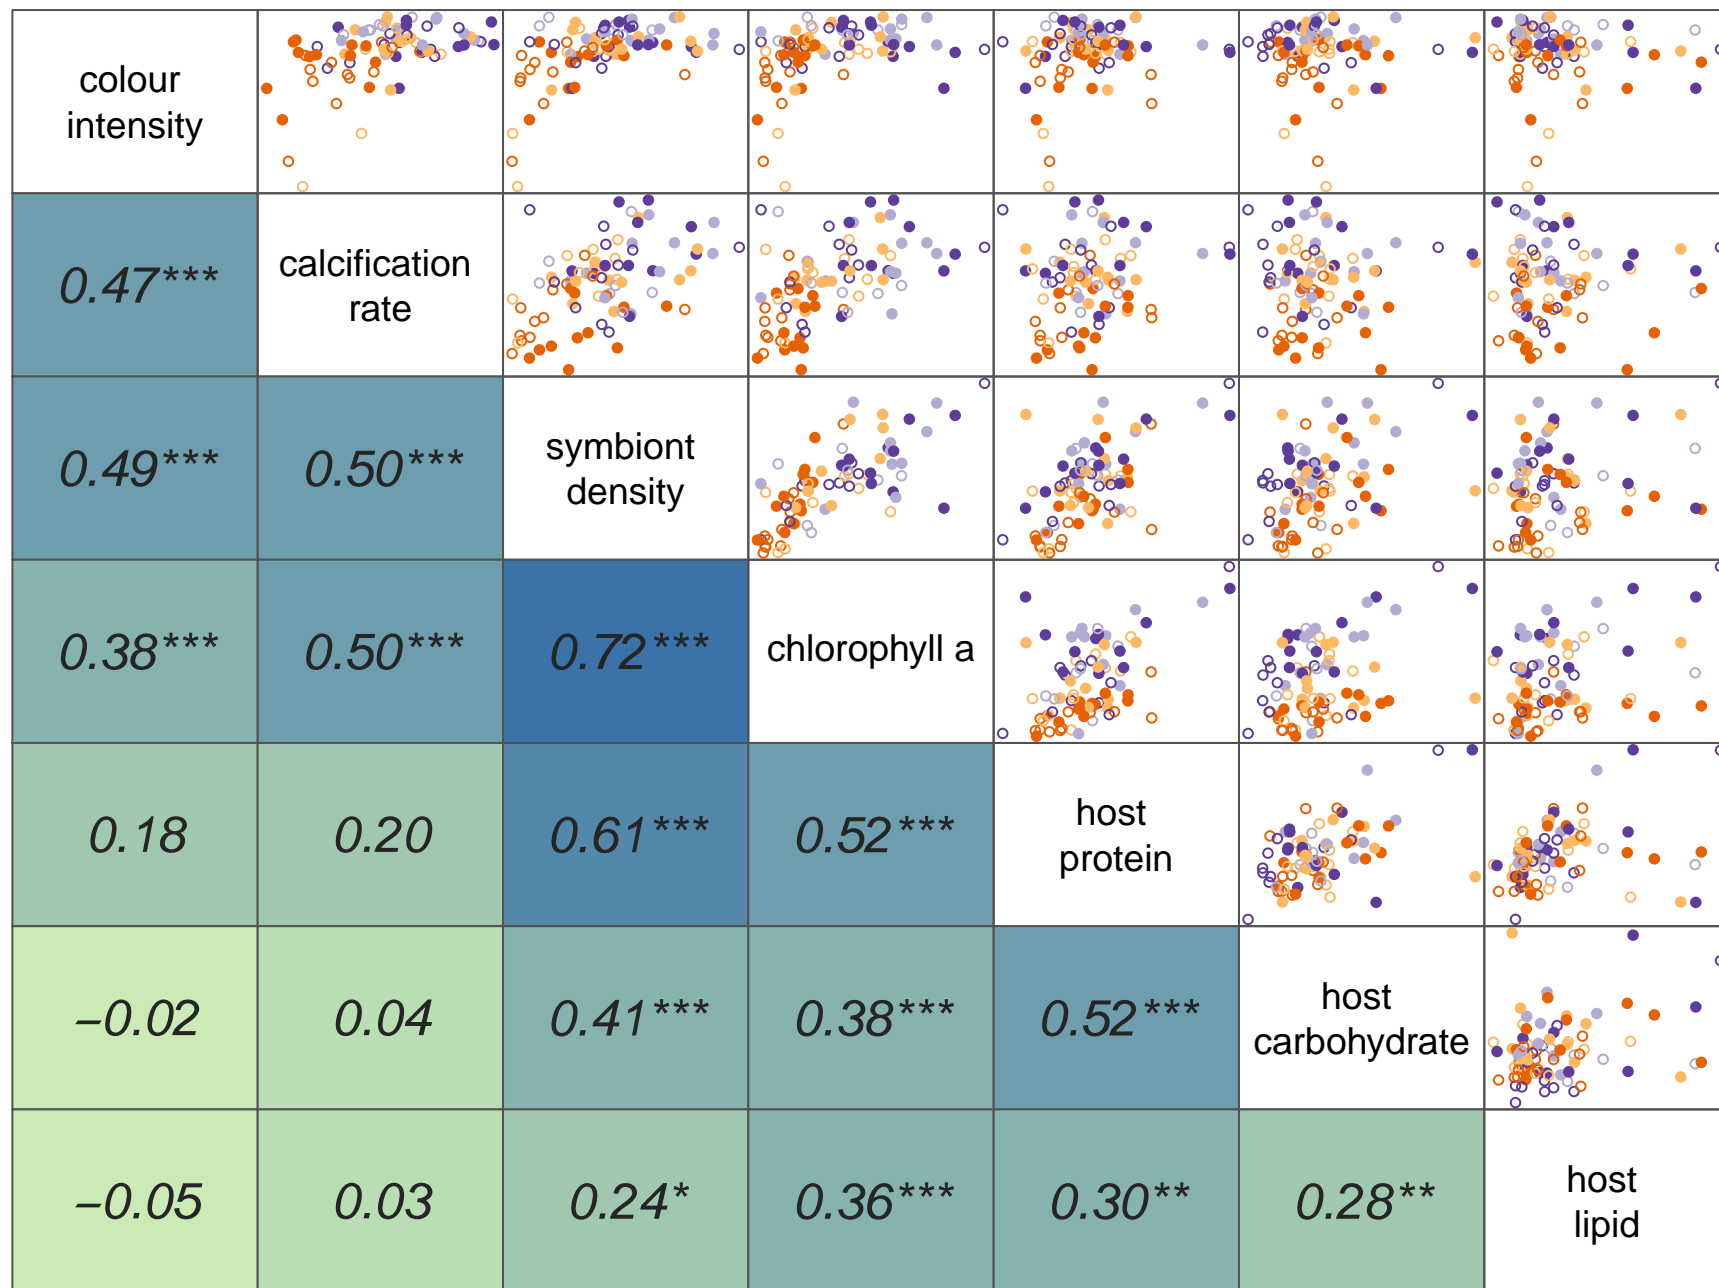 colour
intensity
0.47***
calcification
rate
0.49***
0.50***
symbiont
density
0.38***
0.50***
0.72***
chlorophyll a
0.18
0.20
0.61***
0.52***
host
protein
−0.02
0.04
0.41***
0.38***
0.52***
host
carbohydrate
−0.05
0.03
0.24*
0.36***
0.30**
0.28**
host
lipid